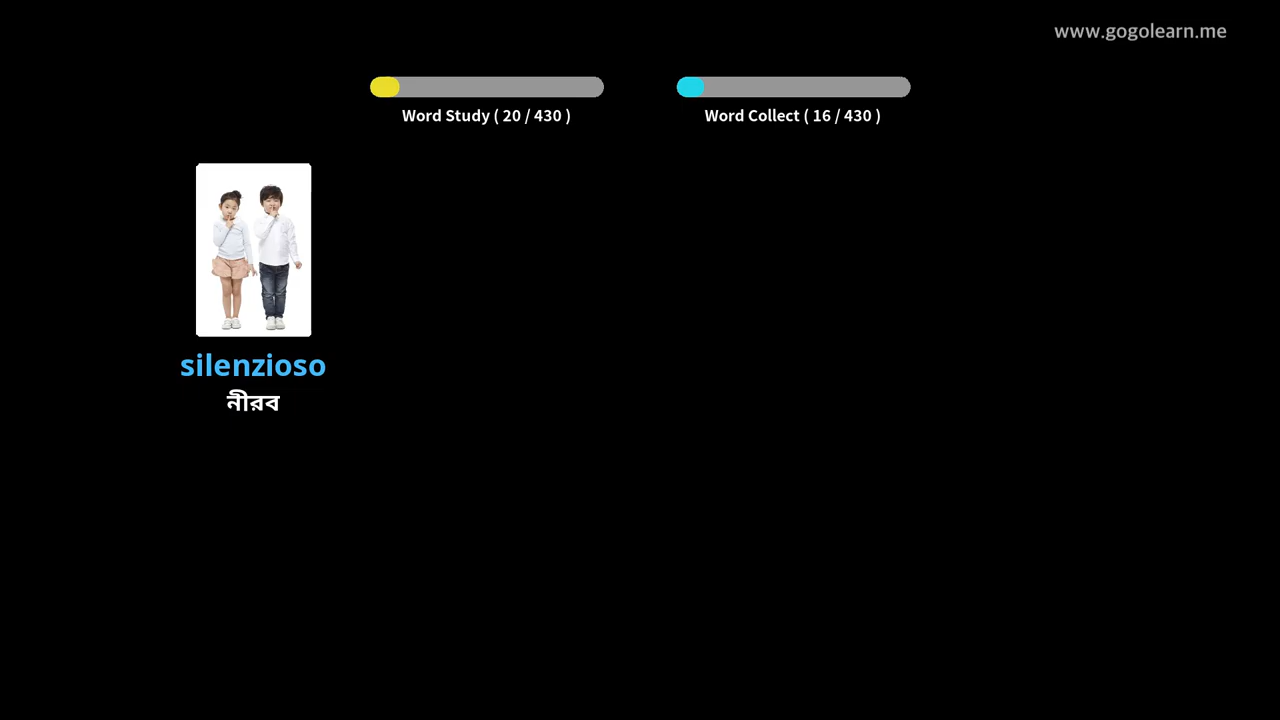 www.gogolearn.me
Word Study ( 20 / 430 )
Word Collect ( 16 / 430 )
silenzioso
নীরব